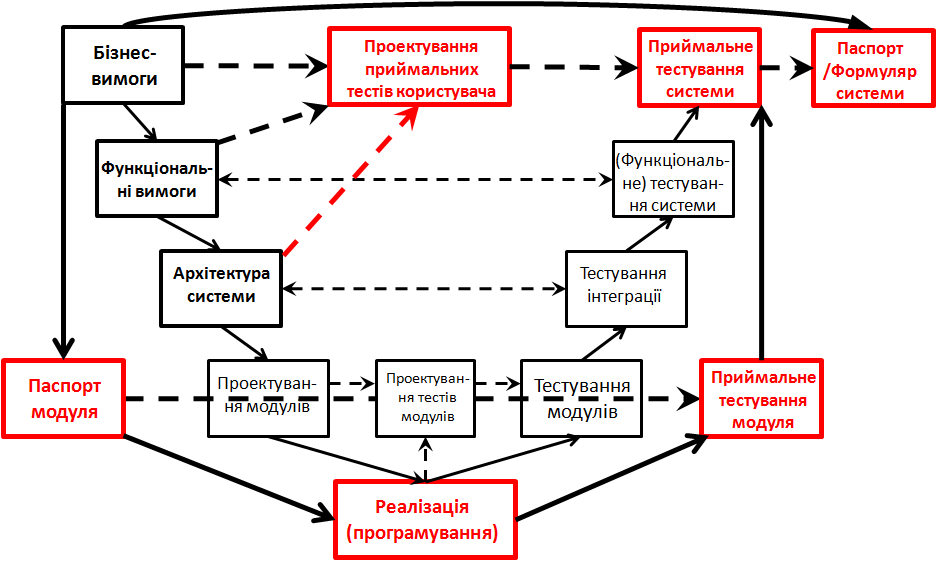 Бізнес-
вимоги
Проектування
приймальних
тестів користувача
Приймальне
тестування
системи
Паспорт
/Формуляр
системи
Функціональ-
ні вимоги
(Функціональ-
не) тестуван-
ня системи
Архітектура
системи
Тестування
інтеграції
Паспорт
модуля
Проектуван-
ня модулів
Проектуван-
ня тестів
модулів
Тестування
модулів
Приймальне
тестування
модуля
Реалізація
(програмування)